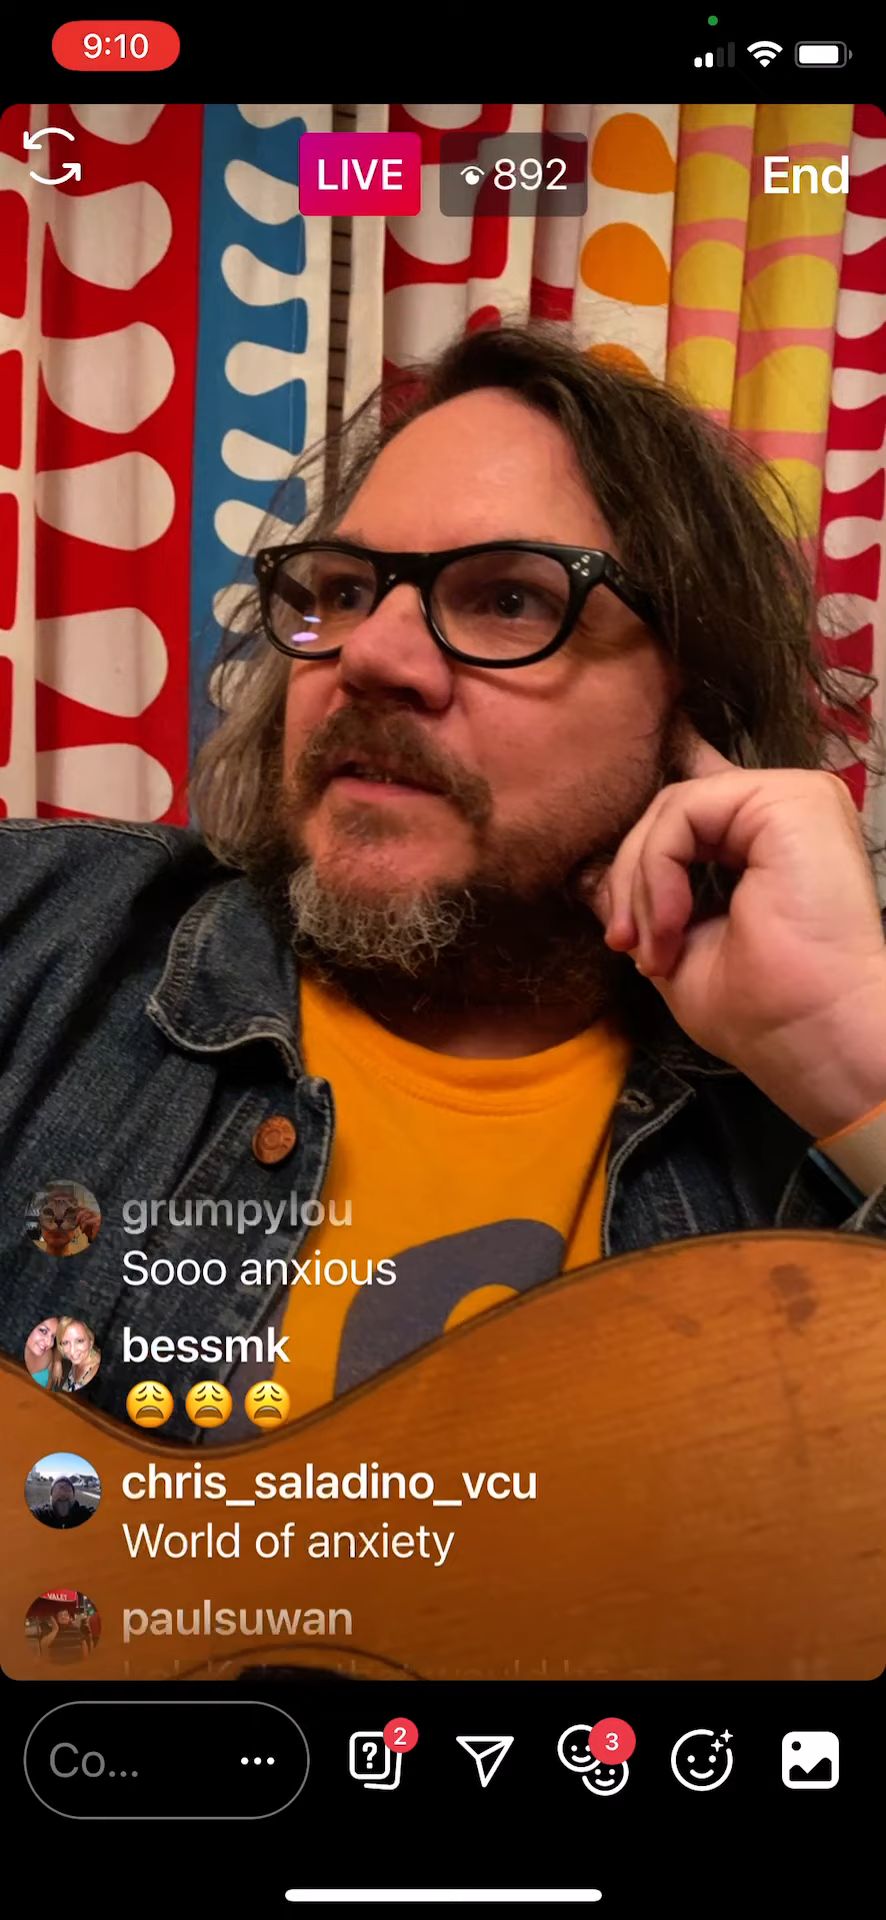 9:10
LIVE
892
End
grumpylou
Sooo anxious
bessmk
😩😩😩
chris_saladino_vcu
World of anxiety
paulsuwan
Co...
2
3